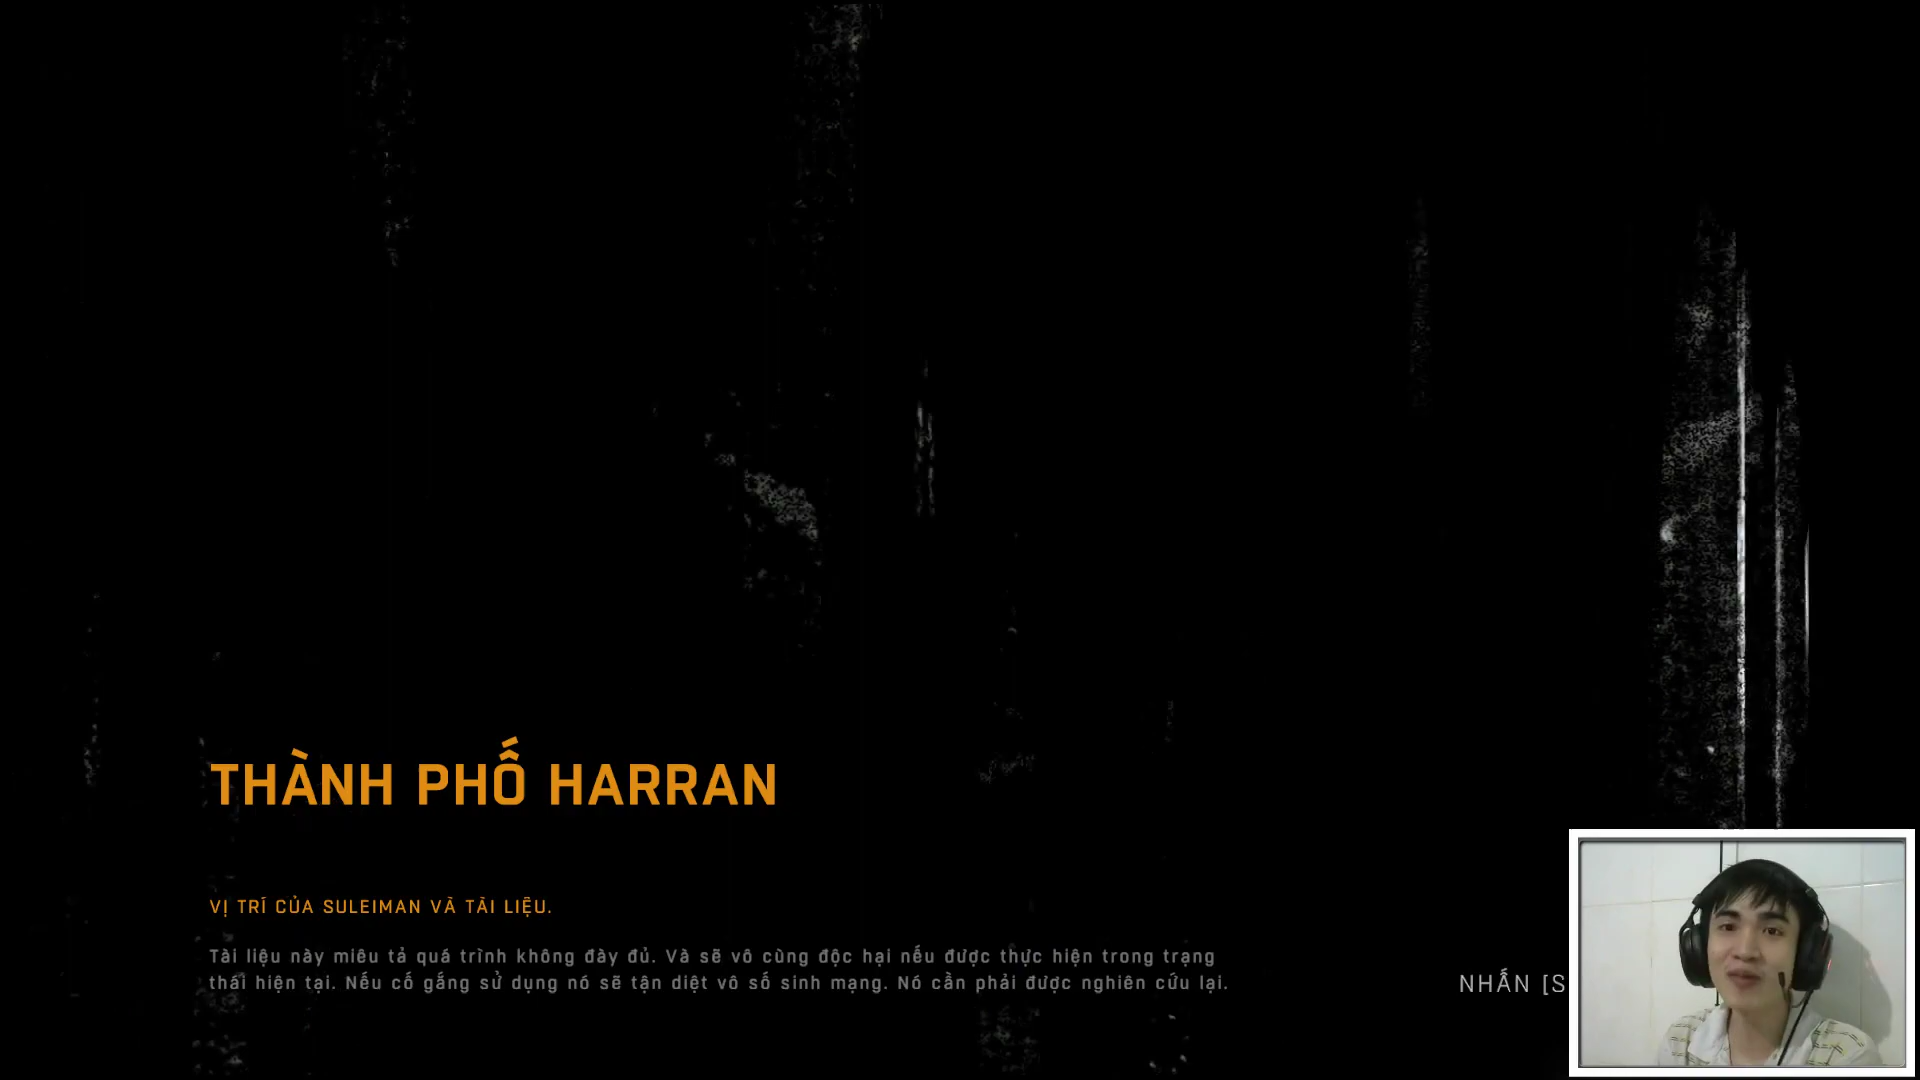 THÀNH PHỐ HARRAN
VỊ TRÍ CỦA SULEIMAN VÀ TÀI LIỆU.
Tài liệu này miêu tả quá trình không đầy đủ. Và sẽ vô cùng độc hại nếu được thực hiện trong trạng
thái hiện tại. Nếu cố gắng sử dụng nó sẽ tận diệt vô số sinh mạng. Nó cần phải được nghiên cứu lại.
NHẤN [S